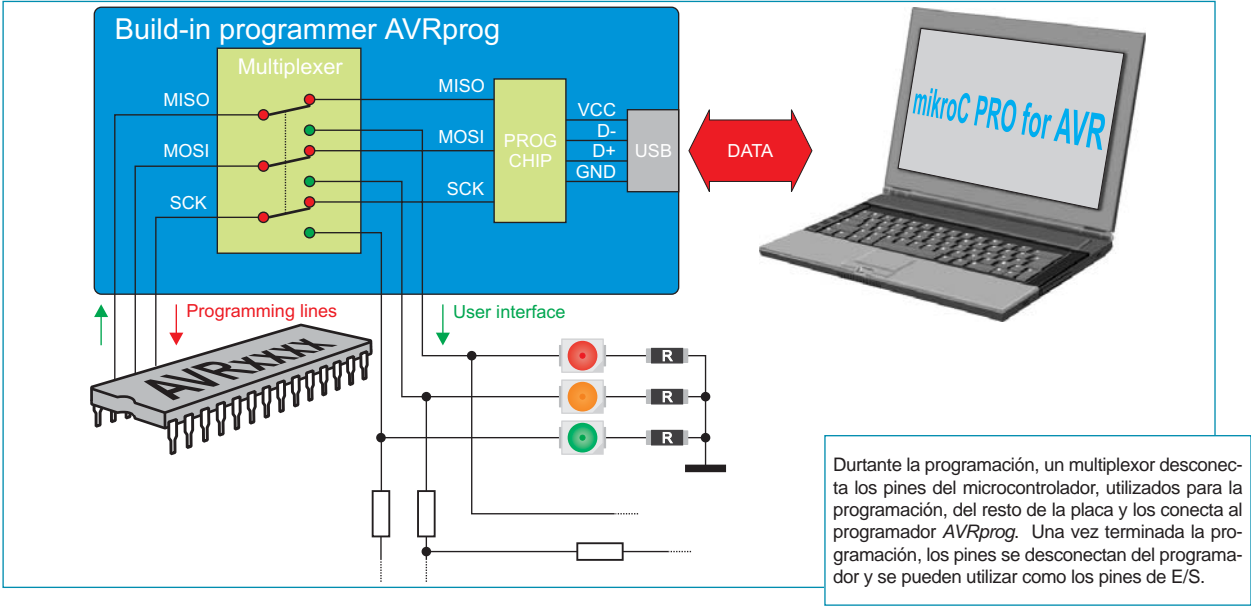 Build-in programmer AVRprog
Multiplexer
MISO
MOSI
SCK
MISO
MOSI
SCK
PROG
CHIP
VCC
D-
D+
GND
USB
DATA
mikroC PRO for AVR
Programming lines
User interface
AVRXXXX
R
R
R
Durtante la programación, un multiplexor desconec-
ta los pines del microcontrolador, utilizados para la
programación, del resto de la placa y los conecta al
programador AVRprog. Una vez terminada la pro-
gramación, los pines se desconectan del programa-
dor y se pueden utilizar como los pines de E/S.